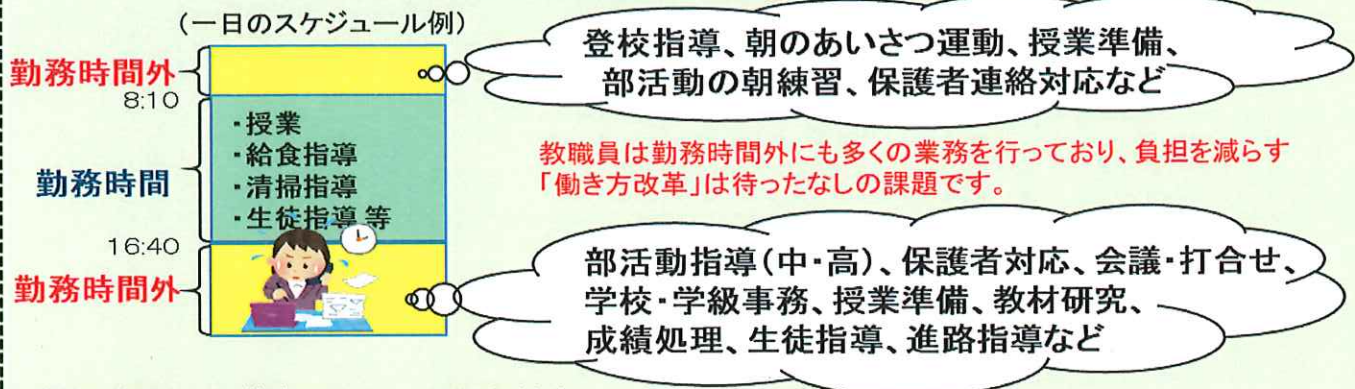 (一日のスケジュール例)
勤務時間外
8:10
勤務時間
16:40
勤務時間外
・授業
・給食指導
・清掃指導
・生徒指導 等
登校指導、朝のあいさつ運動、授業準備、
部活動の朝練習、保護者連絡対応など
教職員は勤務時間外にも多くの業務を行っており、負担を減らす
「働き方改革」は待ったなしの課題です。
部活動指導(中・高)、保護者対応、会議・打合せ、
学校・学級事務、授業準備、教材研究、
成績処理、生徒指導、進路指導など